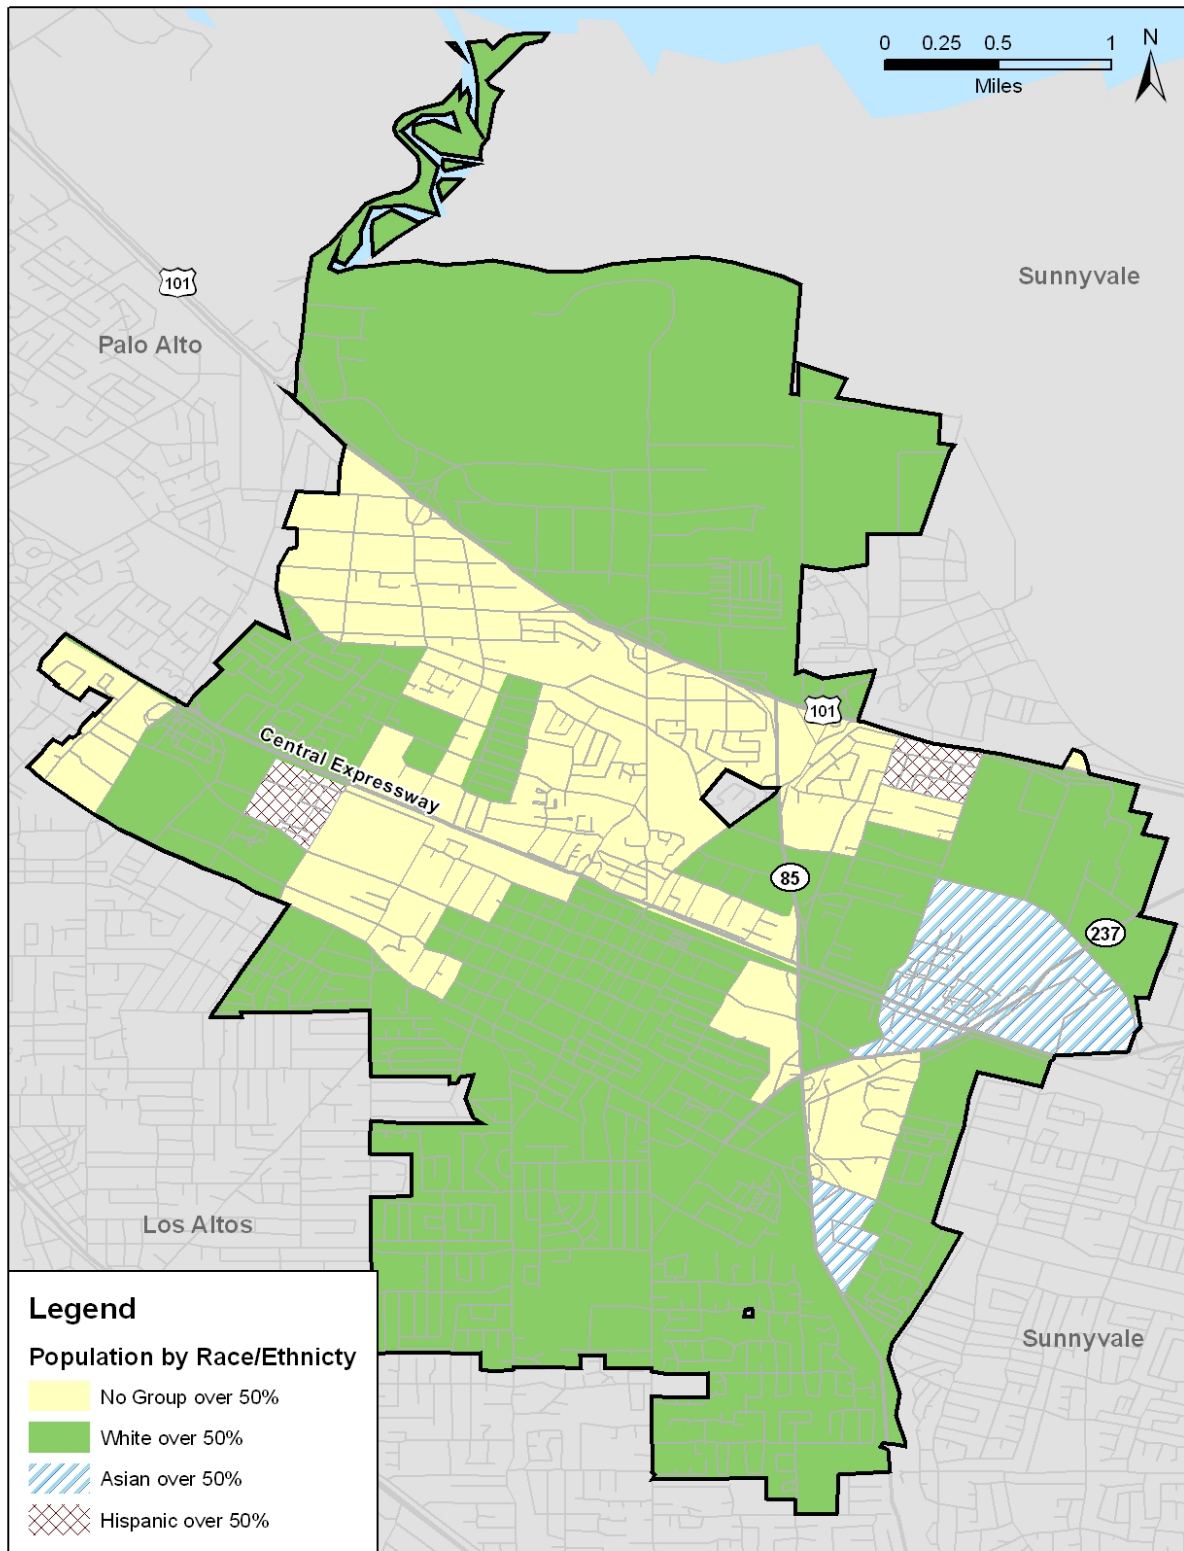 0 0.25 0.5 1
Miles
N
101
Sunnyvale
Palo Alto
101
Central Expressway
85
237
Los Altos
Sunnyvale
Legend
Population by Race/Ethnicty
No Group over 50%
White over 50%
Asian over 50%
Hispanic over 50%